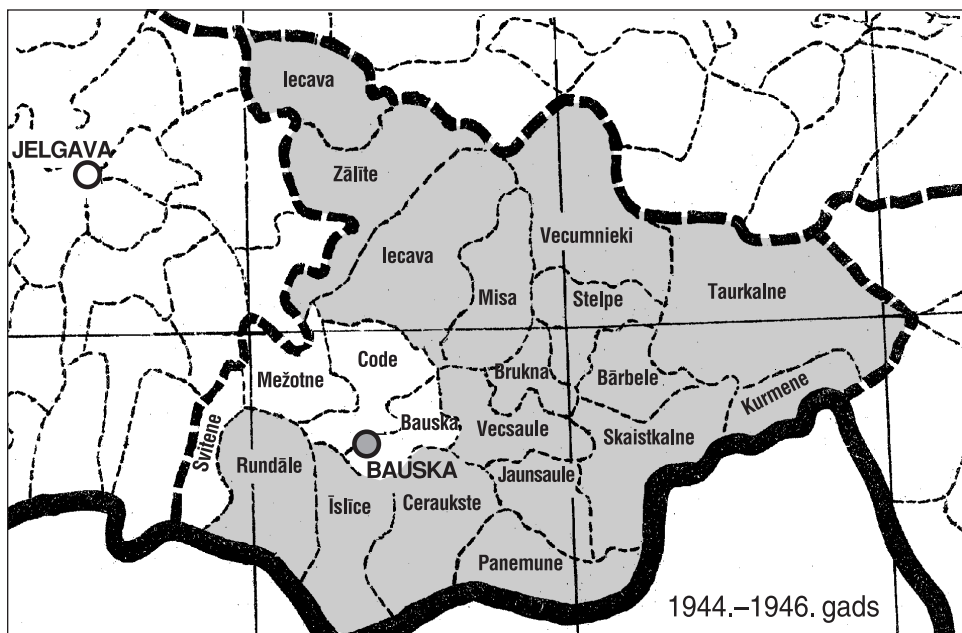 Iecava
JELGAVA
Zālīte
Vecumnieki
Iecava
Misa
Stelpe
Taurkalne
Code
Mežotne
Brukna
Bārbele
Kurmene
Bauska
Vecsaule
Skaistkalne
Svitene
Rundāle
BAUSKA
Jaunsaule
Īslīce
Ceraukste
Panemune
1944.–1946. gads